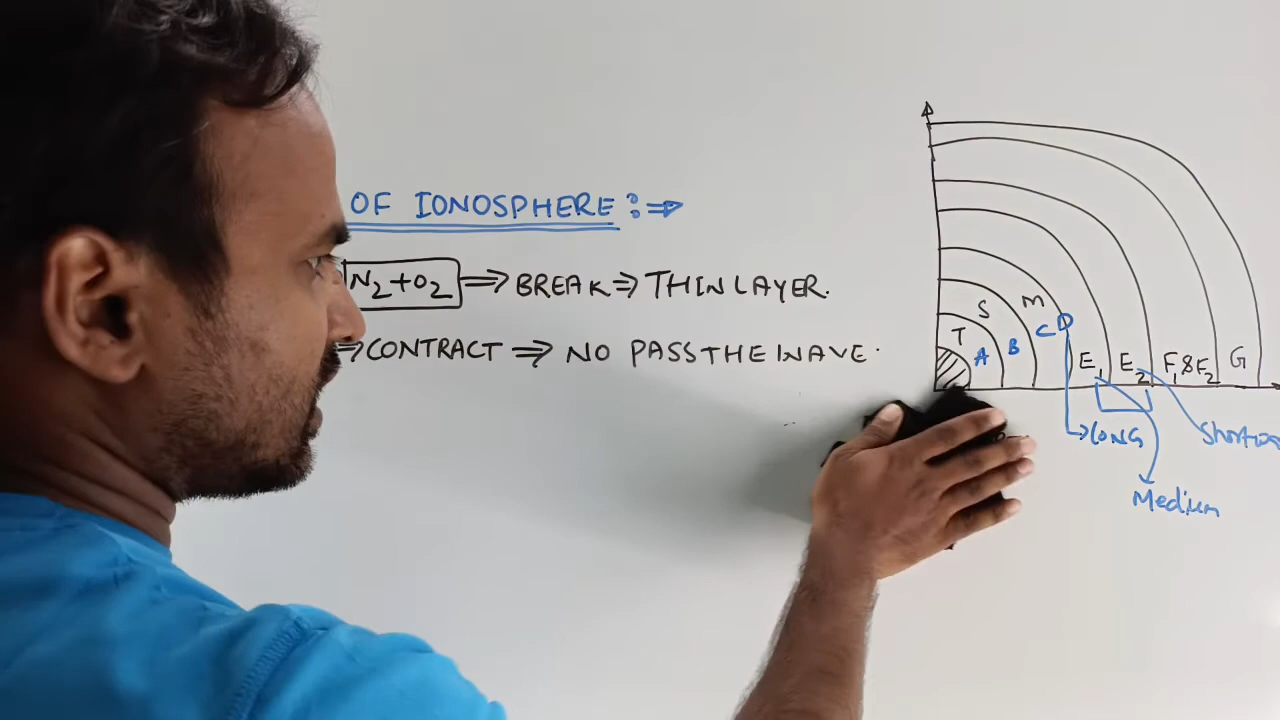 OF IONOSPHERE :⇒
N2+O2 ⇒ BREAK ⇒ THIN LAYER.
⇒ CONTRACT ⇒ NO PASS THE WAVE.
T S M
A B C D
E1 E2 F1 & F2 G
→ LONG
Medium